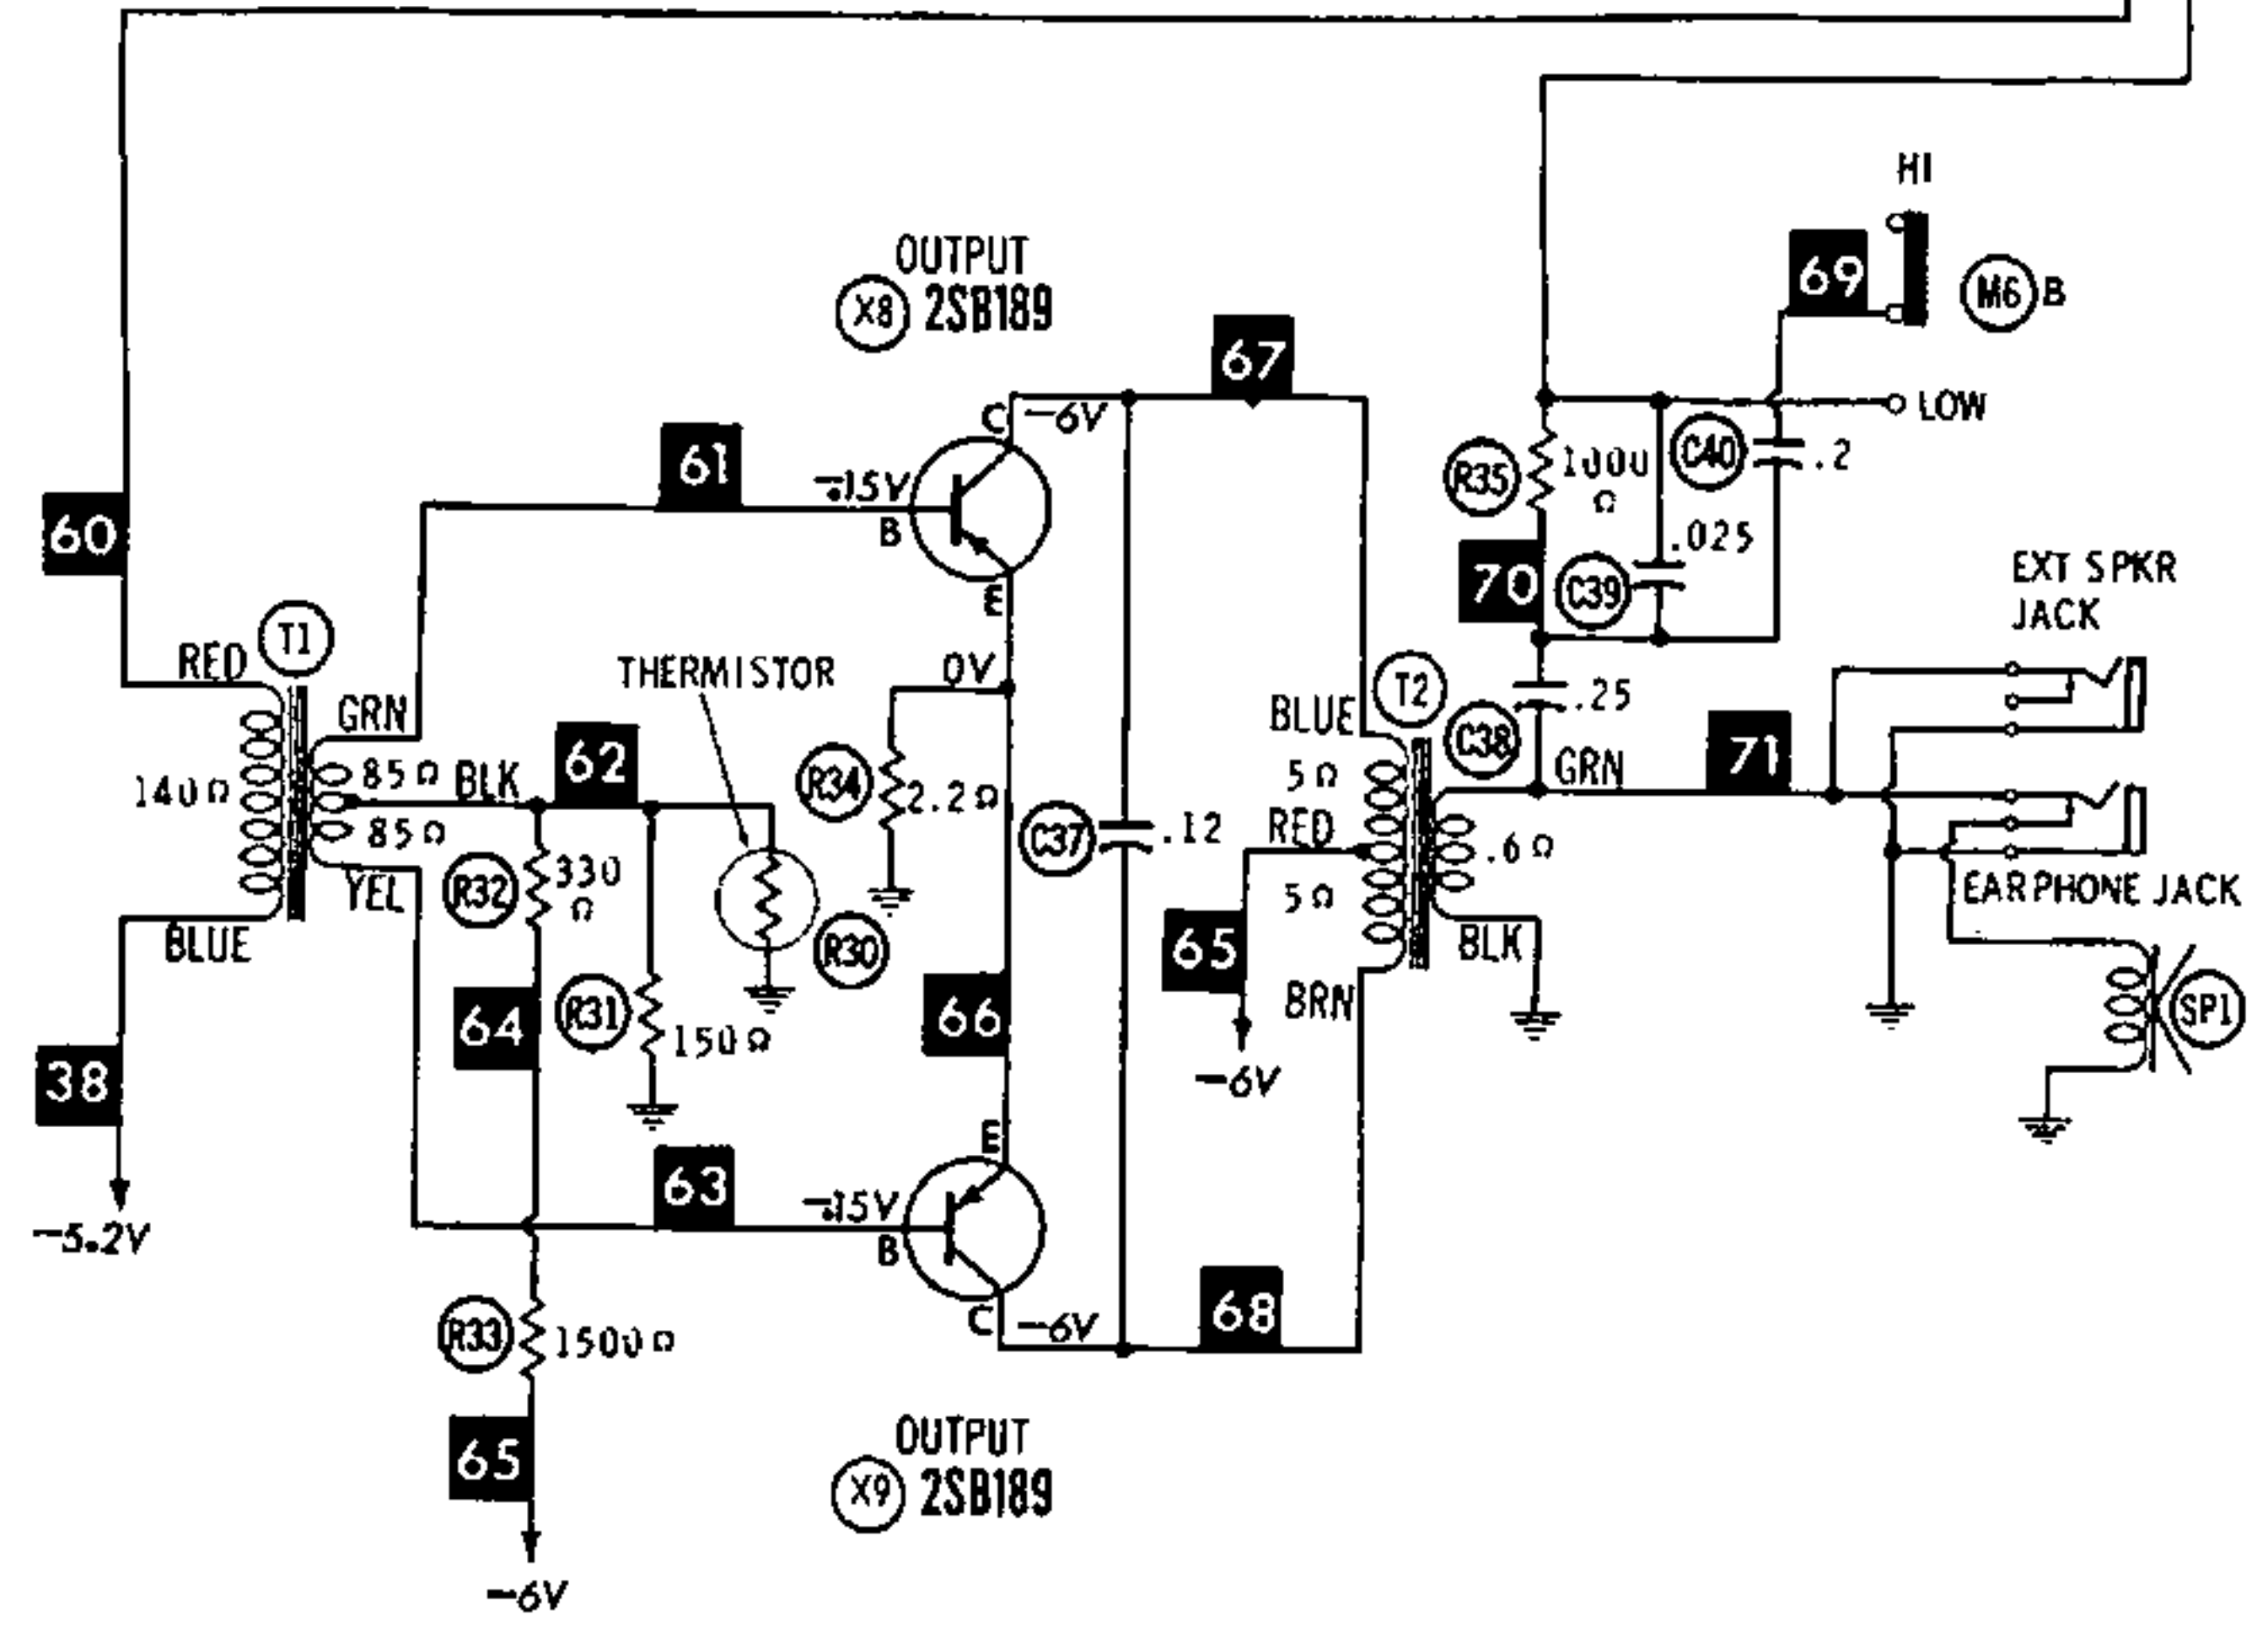 HI
69
M6 B
OUTPUT
X8 2SB189
67
C -6V
LOW
61
-.15V
B
E
R35 1000
Ω
C40 .2
.025
70
C39
60
EXT SPKR
JACK
T1
RED
THERMISTOR
0V
T2
GRN
BLUE
.25
C38
62
85Ω BLK
140Ω
85Ω
R34 2.2Ω
5Ω
GRN
71
C37 .12
RED
.6Ω
YEL
R32 330
Ω
5Ω
EARPHONE JACK
BLUE
R30
65
BLK
64
R31 150Ω
66
BRN
SP1
38
-6V
E
63
-.15V
B
-5.2V
C -6V
68
R33 1500Ω
65
OUTPUT
X9 2SB189
-6V